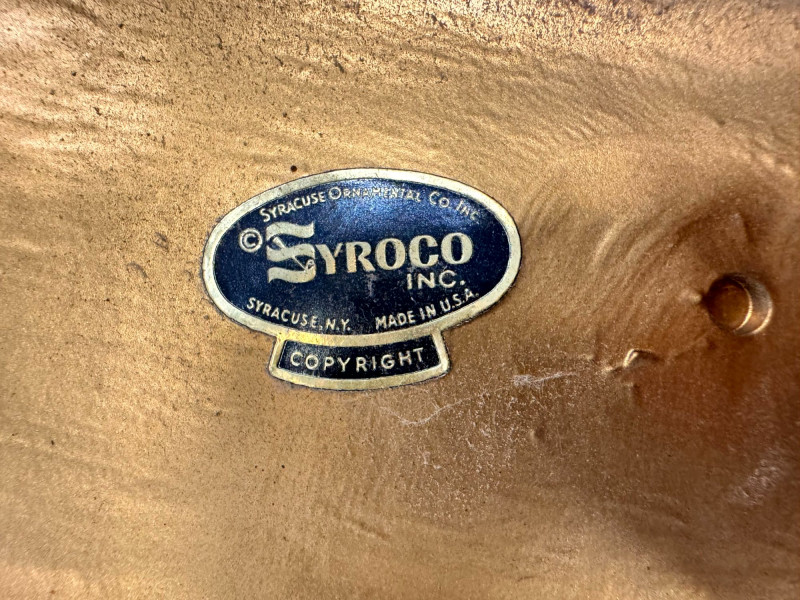 SYRACUSE ORNAMENTAL CO. INC.
© SYROCO
INC.
SYRACUSE, N.Y. MADE IN U.S.A.
COPYRIGHT